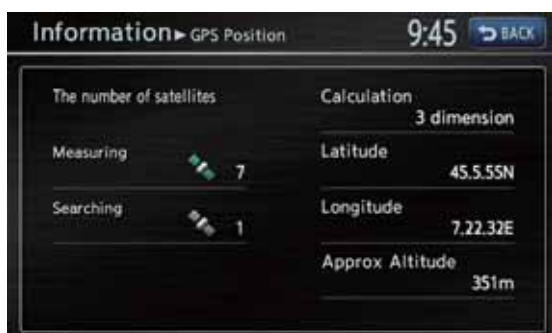 Information ▸ GPS Position 9:45 BACK
The number of satellites
Measuring 7
Searching 1
Calculation
3 dimension
Latitude
45.5.55N
Longitude
7.22.32E
Approx Altitude
351m